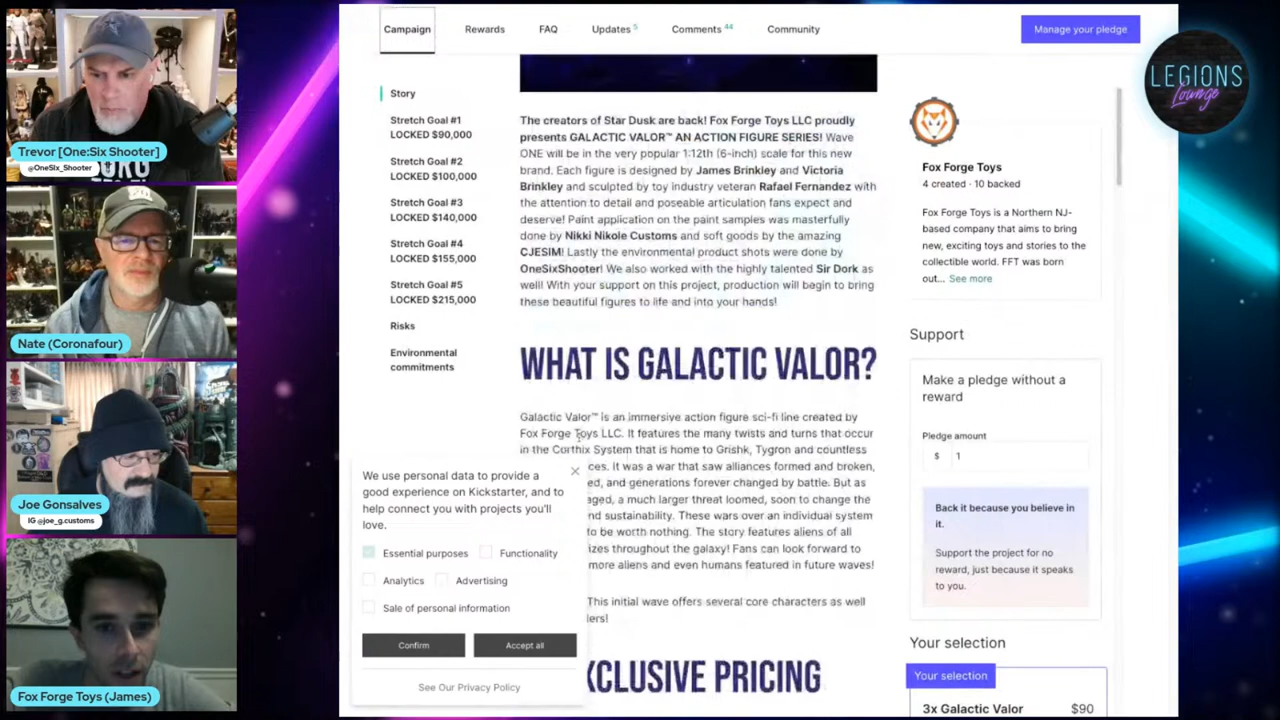 Trevor [One:Six Shooter]
@OneSix_Shooter
Nate (Coronafour)
Joe Gonsalves
IG @joe_g.customs
Fox Forge Toys (James)
Campaign
Rewards
FAQ
Updates 5
Comments 44
Community
Manage your pledge
LEGIONS
Lounge
Story
Stretch Goal #1
LOCKED $90,000
Stretch Goal #2
LOCKED $100,000
Stretch Goal #3
LOCKED $140,000
Stretch Goal #4
LOCKED $155,000
Stretch Goal #5
LOCKED $215,000
Risks
Environmental
commitments
The creators of Star Dusk are back! Fox Forge Toys LLC proudly
presents GALACTIC VALOR™ AN ACTION FIGURE SERIES! Wave
ONE will be in the very popular 1:12th (6-inch) scale for this new
brand. Each figure is designed by James Brinkley and Victoria
Brinkley and sculpted by toy industry veteran Rafael Fernandez with
the attention to detail and poseable articulation fans expect and
deserve! Paint application on the paint samples was masterfully
done by Nikki Nikole Customs and soft goods by the amazing
CJESIM! Lastly the environmental product shots were done by
OneSixShooter! We also worked with the highly talented Sir Dork as
well! With your support on this project, production will begin to bring
these beautiful figures to life and into your hands!
WHAT IS GALACTIC VALOR?
Galactic Valor™ is an immersive action figure sci-fi line created by
Fox Forge Toys LLC. It features the many twists and turns that occur
in the Corthix System that is home to Grishk, Tygron and countless
ces. It was a war that saw alliances formed and broken,
ed, and generations forever changed by battle. But as
aged, a much larger threat loomed, soon to change the
nd sustainability. These wars over an individual system
to be worth nothing. The story features aliens of all
izes throughout the galaxy! Fans can look forward to
more aliens and even humans featured in future waves!
This initial wave offers several core characters as well
ders!
XCLUSIVE PRICING
We use personal data to provide a
good experience on Kickstarter, and to
help connect you with projects you'll
love.
Essential purposes
Functionality
Analytics
Advertising
Sale of personal information
Confirm
Accept all
See Our Privacy Policy
Fox Forge Toys
4 created · 10 backed
Fox Forge Toys is a Northern NJ-
based company that aims to bring
new, exciting toys and stories to the
collectible world. FFT was born
out... See more
Support
Make a pledge without a
reward
Pledge amount
$ 1
Back it because you believe in
it.
Support the project for no
reward, just because it speaks
to you.
Your selection
Your selection
3x Galactic Valor
$90